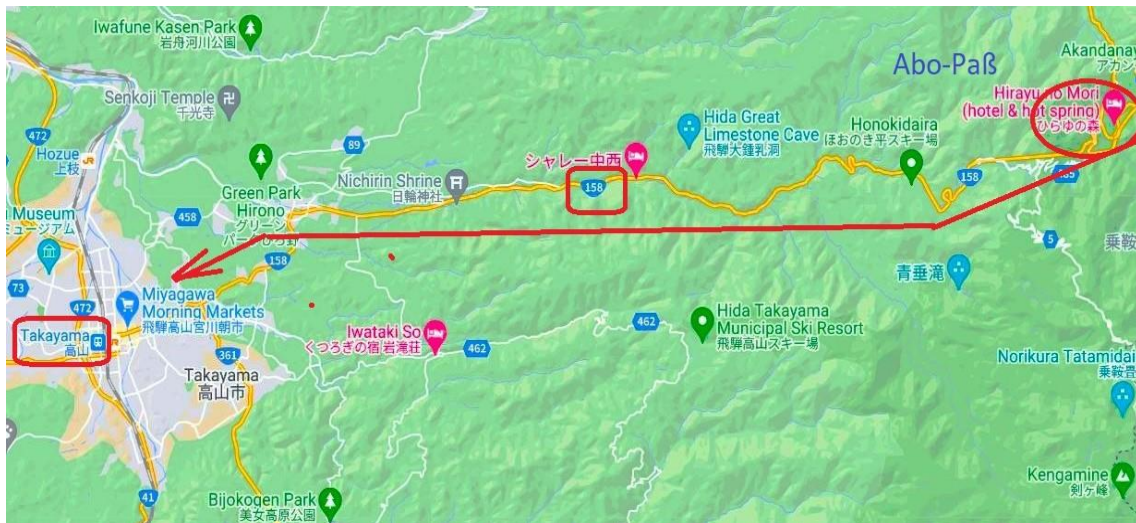 Iwafune Kasen Park
岩舟河川公園
Abo-Paß
Akandanay
アカンダ
Senkoji Temple
千光寺
472
Hozue
上枝
JR
89
Hida Great
Limestone Cave
飛騨大鍾乳洞
Hirayu no Mori
(hotel & hot spring)
ひらゆの森
Honokidaira
ほおのき平スキー場
シャレー中西
158
Green Park
Hirono
グリーン
パークひろ野
Nichirin Shrine
日輪神社
158
485
Museum
ミュージアム
458
5
乗鞍
73
158
青垂滝
472
Miyagawa
Morning Markets
飛騨高山宮川朝市
Takayama
高山
JR
361
Iwataki So
くつろぎの宿 岩滝荘
462
462
Hida Takayama
Municipal Ski Resort
飛騨高山スキー場
Takayama
高山市
Norikura Tatamidai
乗鞍畳
41
Bijokogen Park
美女高原公園
Kengamine
剣ヶ峰